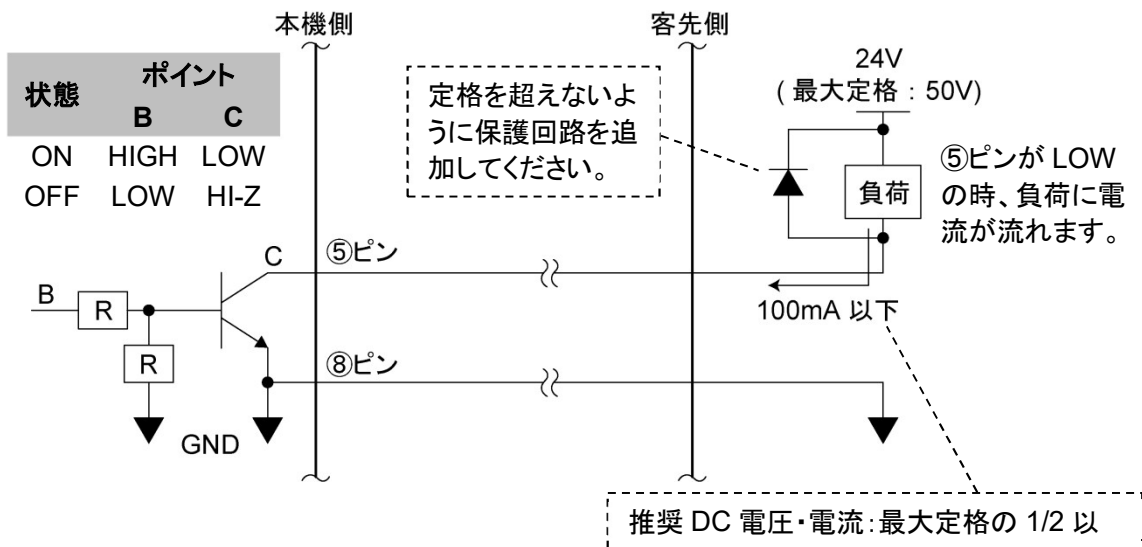 本機側
客先側
状態 ポイント
B C
ON HIGH LOW
OFF LOW HI-Z
定格を超えないよ
うに保護回路を追
加してください。
24V
(最大定格：50V)
負荷
⑤ピンが LOW
の時、負荷に電
流が流れます。
C
⑤ピン
B
R
100mA 以下
R
⑧ピン
GND
推奨 DC 電圧・電流：最大定格の 1/2 以